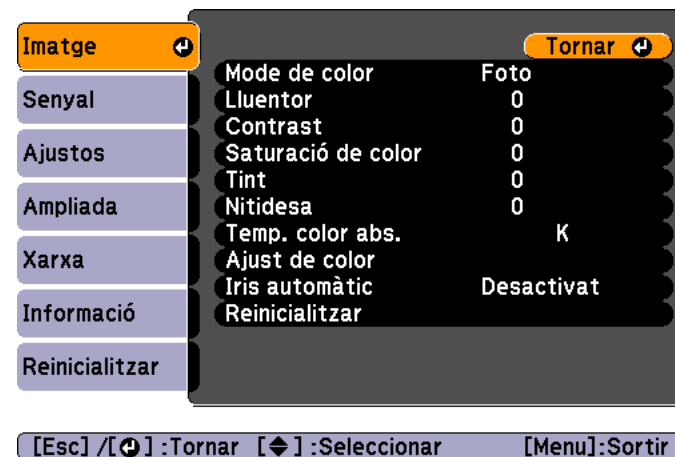 Imatge
Senyal
Ajustos
Ampliada
Xarxa
Informació
Reinicialitzar
Tornar
Mode de color Foto
Lluentor 0
Contrast 0
Saturació de color 0
Tint 0
Nitidesa 0
Temp. color abs. K
Ajust de color
Iris automàtic Desactivat
Reinicialitzar
[Esc] /[ ] :Tornar [ ] :Seleccionar [Menu]:Sortir